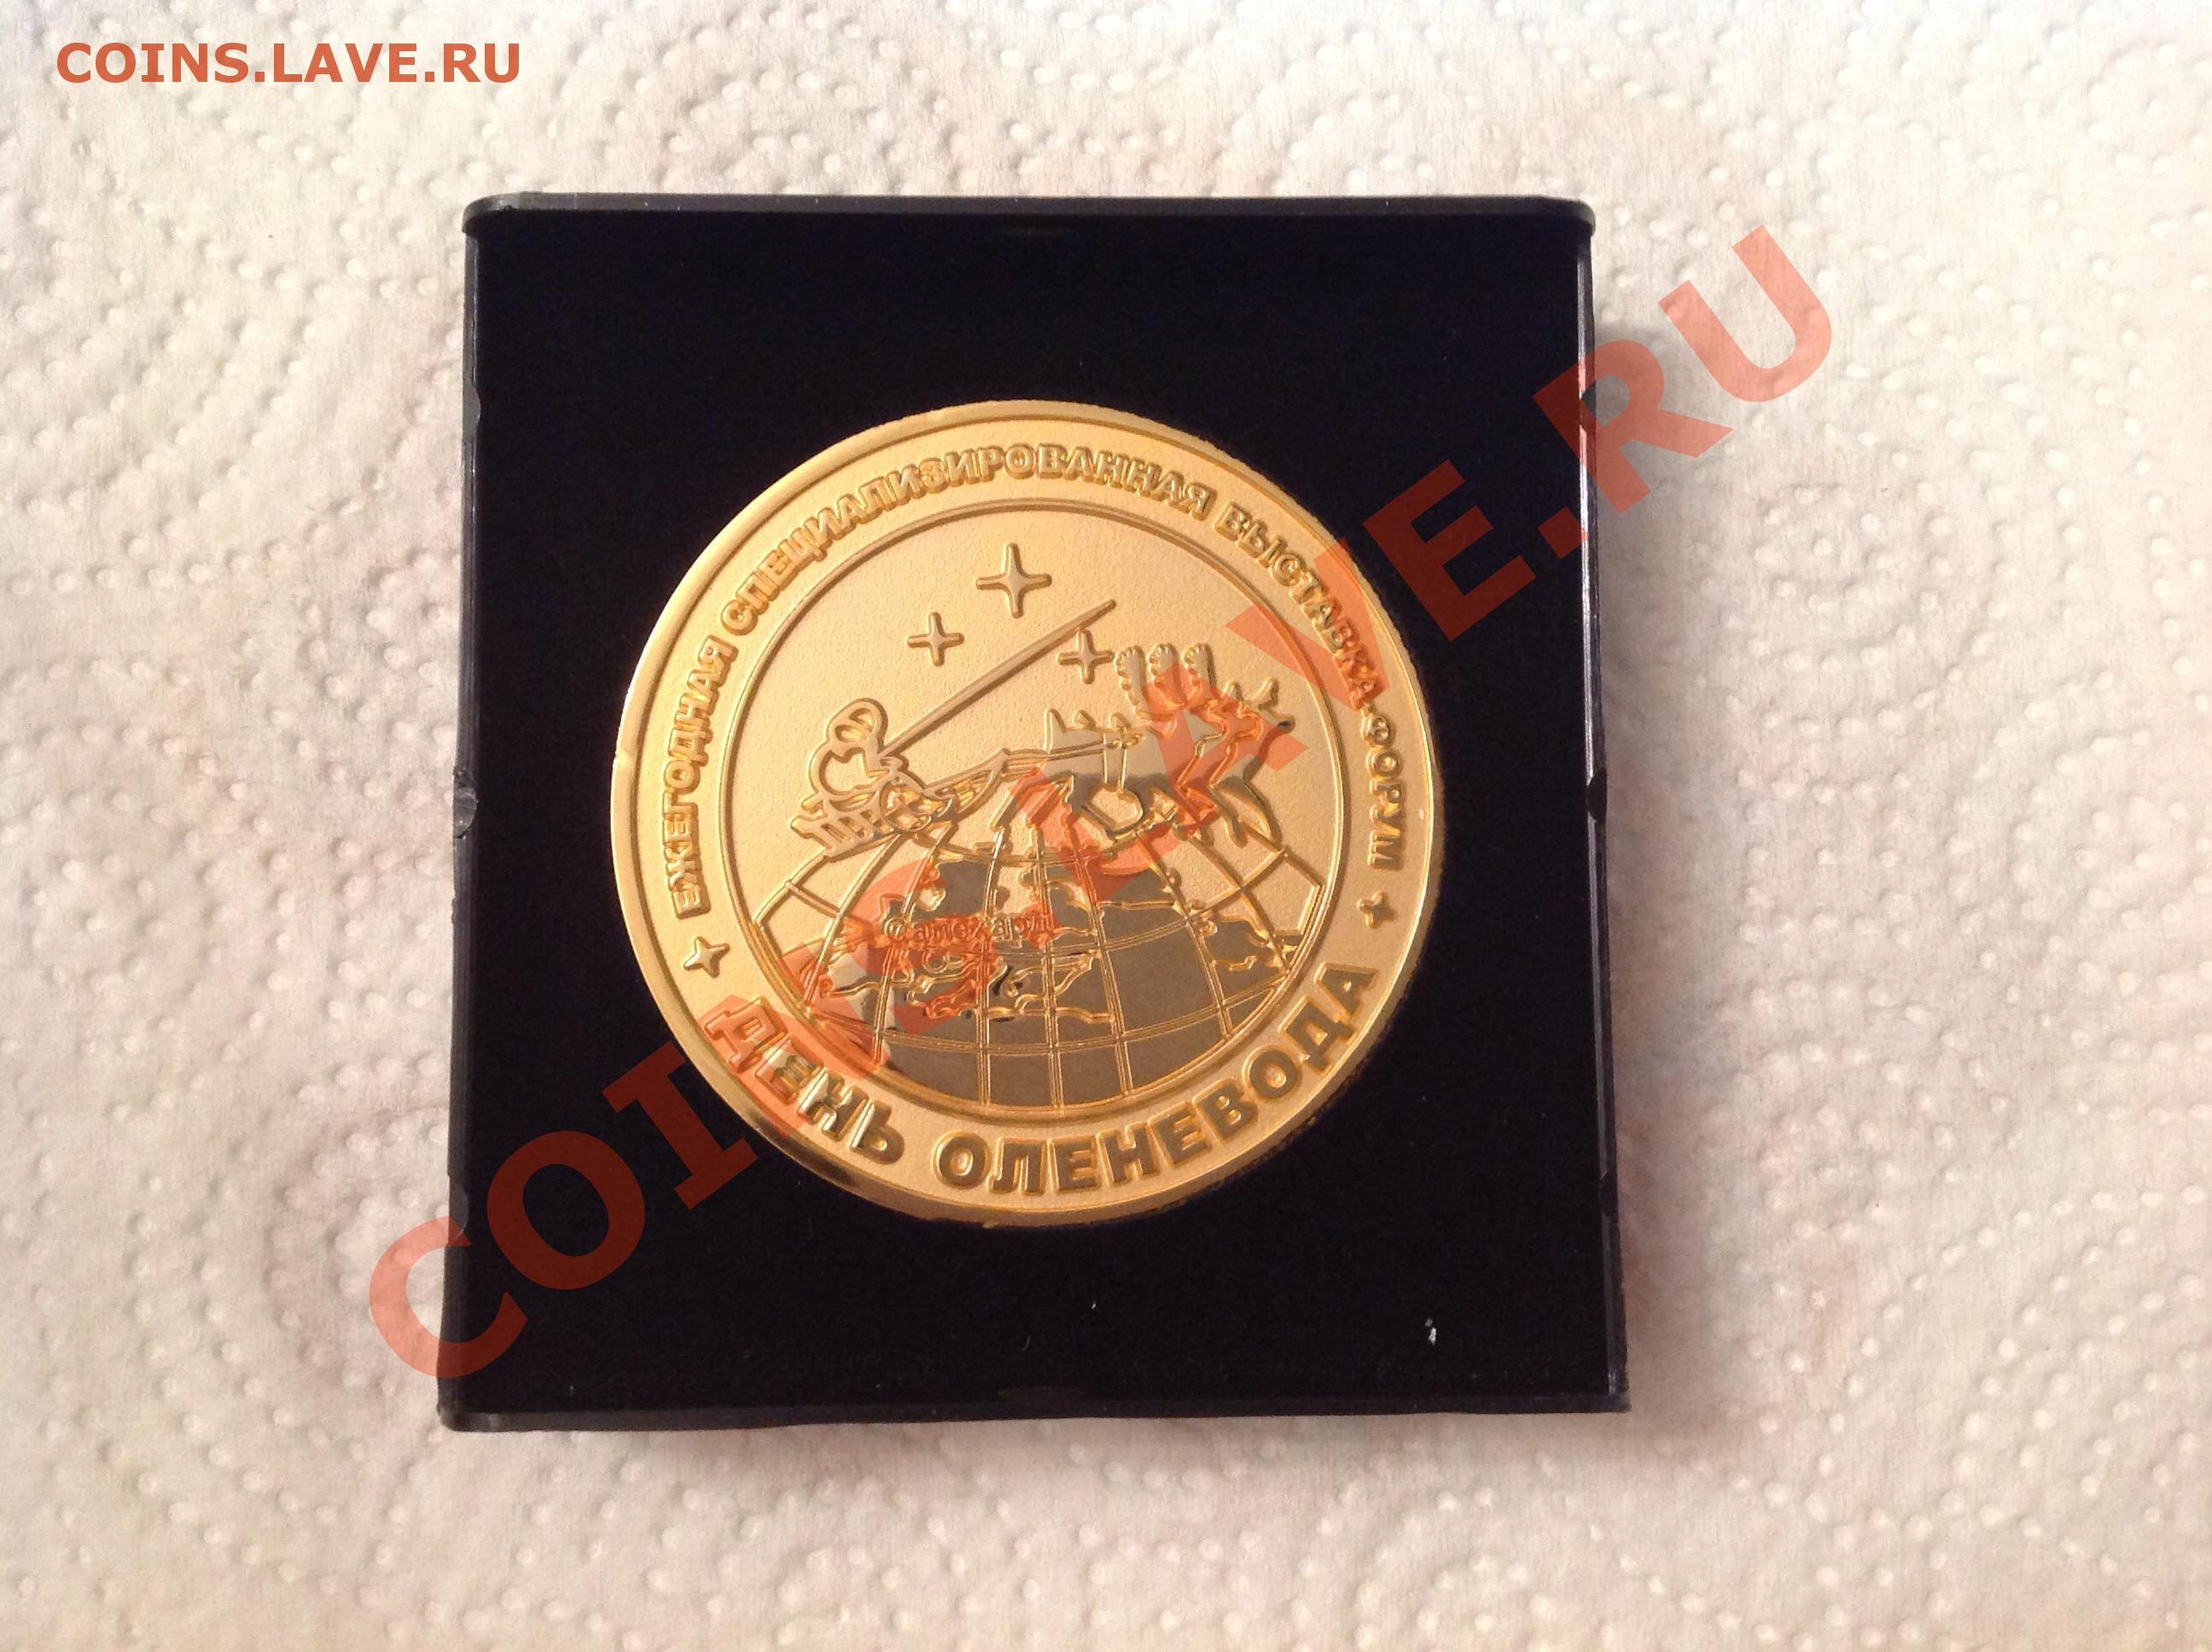 COINS.LAVE.RU
ЕЖЕГОДНАЯ СПЕЦИАЛИЗИРОВАННАЯ ВЫСТАВКА-ФОРУМ
Салехард
ДЕНЬ ОЛЕНЕВОДА
COINS.LAVE.RU